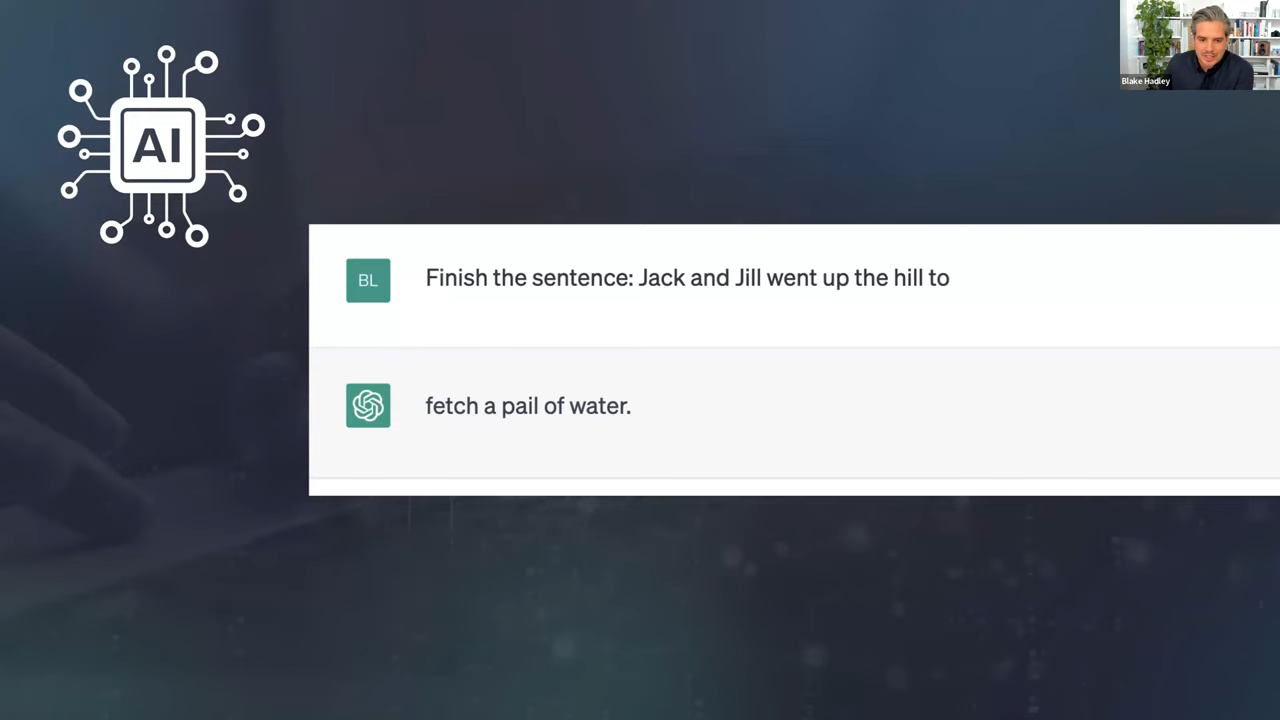 AI
Blake Hadley
BL
Finish the sentence: Jack and Jill went up the hill to
fetch a pail of water.